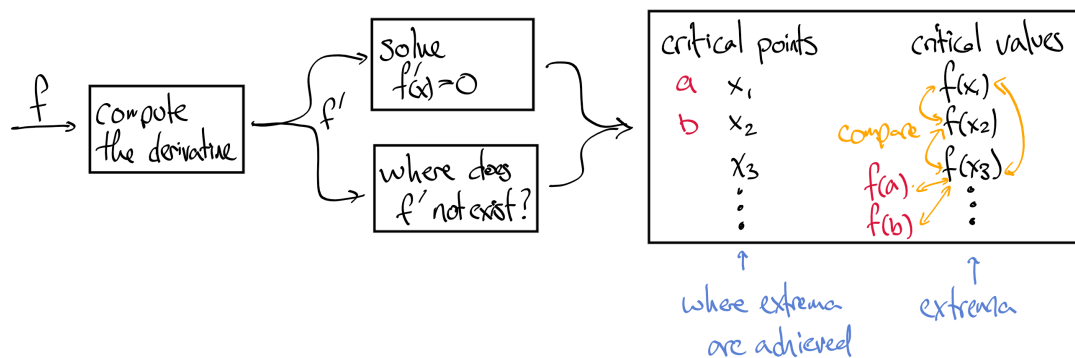 f
compute
the derivative
f'
solve
f'(x)=0
where does
f' not exist?
critical points
a x₁
b x₂
x₃
critical values
f(x₁)
f(x₂)
f(x₃)
compare
f(a)
f(b)
where extrema
are achieved
extrema